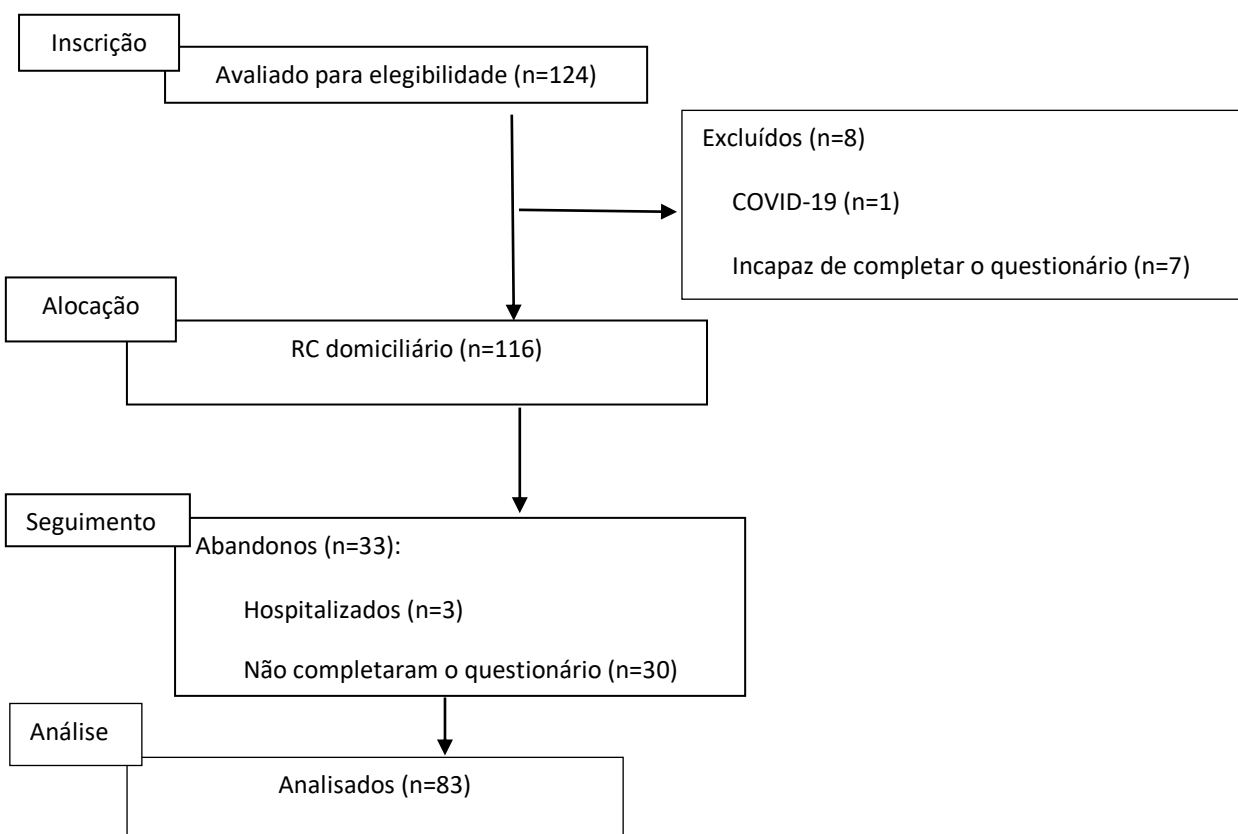 Inscrição
Avaliado para elegibilidade (n=124)
Excluídos (n=8)
COVID-19 (n=1)
Incapaz de completar o questionário (n=7)
Alocação
RC domiciliário (n=116)
Seguimento
Abandonos (n=33):
Hospitalizados (n=3)
Não completaram o questionário (n=30)
Análise
Analisados (n=83)